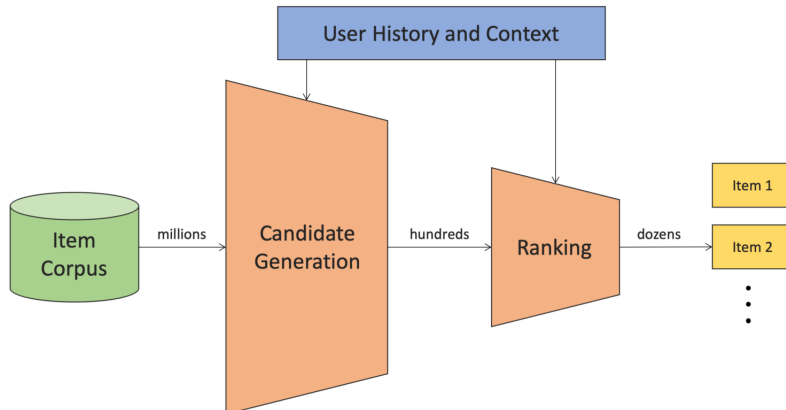 User History and Context
Item
Corpus
millions
Candidate
Generation
hundreds
Ranking
dozens
Item 1
Item 2